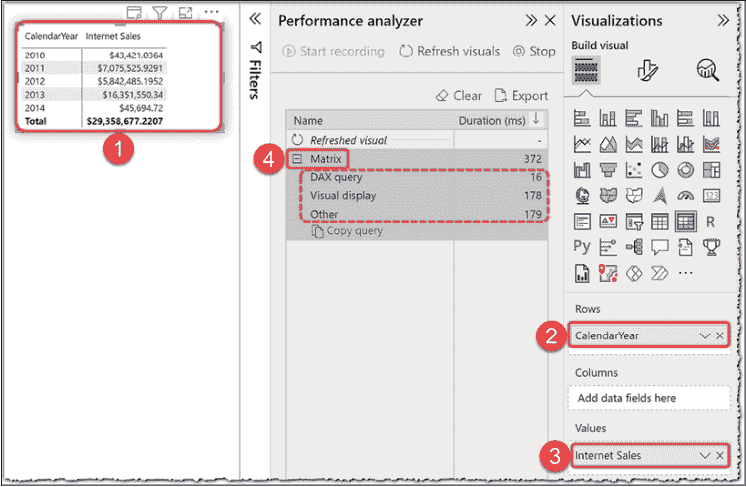 CalendarYear Internet Sales
2010 $43,421.0364
2011 $7,075,525.9291
2012 $5,842,485.1952
2013 $16,351,550.34
2014 $45,694.72
Total $29,358,677.2207
1
Filters
Performance analyzer
Start recording Refresh visuals Stop
Clear Export
Name Duration (ms)
Refreshed visual -
4 Matrix 372
DAX query 16
Visual display 178
Other 179
Copy query
Visualizations
Build visual
123
R
Py
Rows
2 CalendarYear
Columns
Add data fields here
Values
3 Internet Sales